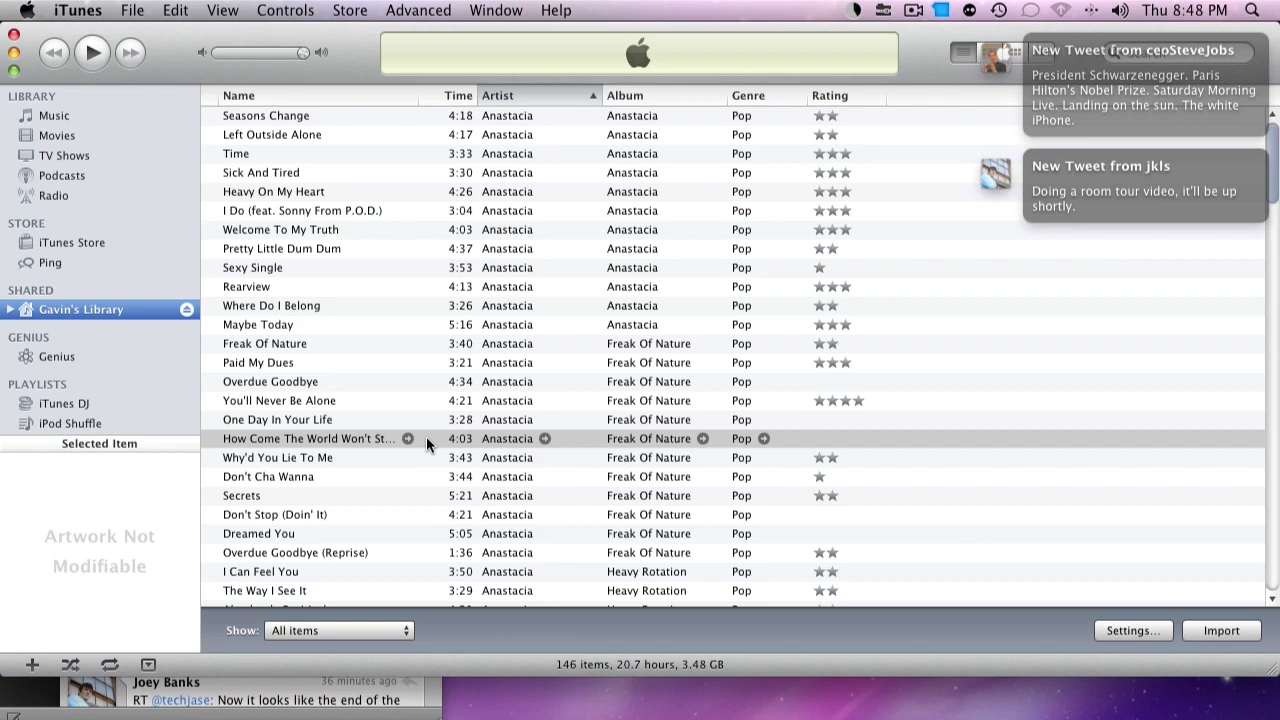 iTunes File Edit View Controls Store Advanced Window Help Thu 8:48 PM
New Tweet from ceoSteveJobs
President Schwarzenegger. Paris
Hilton's Nobel Prize. Saturday Morning
Live. Landing on the sun. The white
iPhone.
New Tweet from jkls
Doing a room tour video, it'll be up
shortly.
LIBRARY
Music
Movies
TV Shows
Podcasts
Radio
STORE
iTunes Store
Ping
SHARED
Gavin's Library
GENIUS
Genius
PLAYLISTS
iTunes DJ
iPod Shuffle
Selected Item
Artwork Not
Modifiable
Name Time Artist Album Genre Rating
Seasons Change 4:18 Anastacia Anastacia Pop
Left Outside Alone 4:17 Anastacia Anastacia Pop
Time 3:33 Anastacia Anastacia Pop
Sick And Tired 3:30 Anastacia Anastacia Pop
Heavy On My Heart 4:26 Anastacia Anastacia Pop
I Do (feat. Sonny From P.O.D.) 3:04 Anastacia Anastacia Pop
Welcome To My Truth 4:03 Anastacia Anastacia Pop
Pretty Little Dum Dum 4:37 Anastacia Anastacia Pop
Sexy Single 3:53 Anastacia Anastacia Pop
Rearview 4:13 Anastacia Anastacia Pop
Where Do I Belong 3:26 Anastacia Anastacia Pop
Maybe Today 5:16 Anastacia Anastacia Pop
Freak Of Nature 3:40 Anastacia Freak Of Nature Pop
Paid My Dues 3:21 Anastacia Freak Of Nature Pop
Overdue Goodbye 4:34 Anastacia Freak Of Nature Pop
You'll Never Be Alone 4:21 Anastacia Freak Of Nature Pop
One Day In Your Life 3:28 Anastacia Freak Of Nature Pop
How Come The World Won't St... 4:03 Anastacia Freak Of Nature Pop
Why'd You Lie To Me 3:43 Anastacia Freak Of Nature Pop
Don't Cha Wanna 3:44 Anastacia Freak Of Nature Pop
Secrets 5:21 Anastacia Freak Of Nature Pop
Don't Stop (Doin' It) 4:21 Anastacia Freak Of Nature Pop
Dreamed You 5:05 Anastacia Freak Of Nature Pop
Overdue Goodbye (Reprise) 1:36 Anastacia Freak Of Nature Pop
I Can Feel You 3:50 Anastacia Heavy Rotation Pop
The Way I See It 3:29 Anastacia Heavy Rotation Pop
Show: All items Settings... Import
146 items, 20.7 hours, 3.48 GB
Joey Banks 36 minutes ago
RT @techjase: Now it looks like the end of the